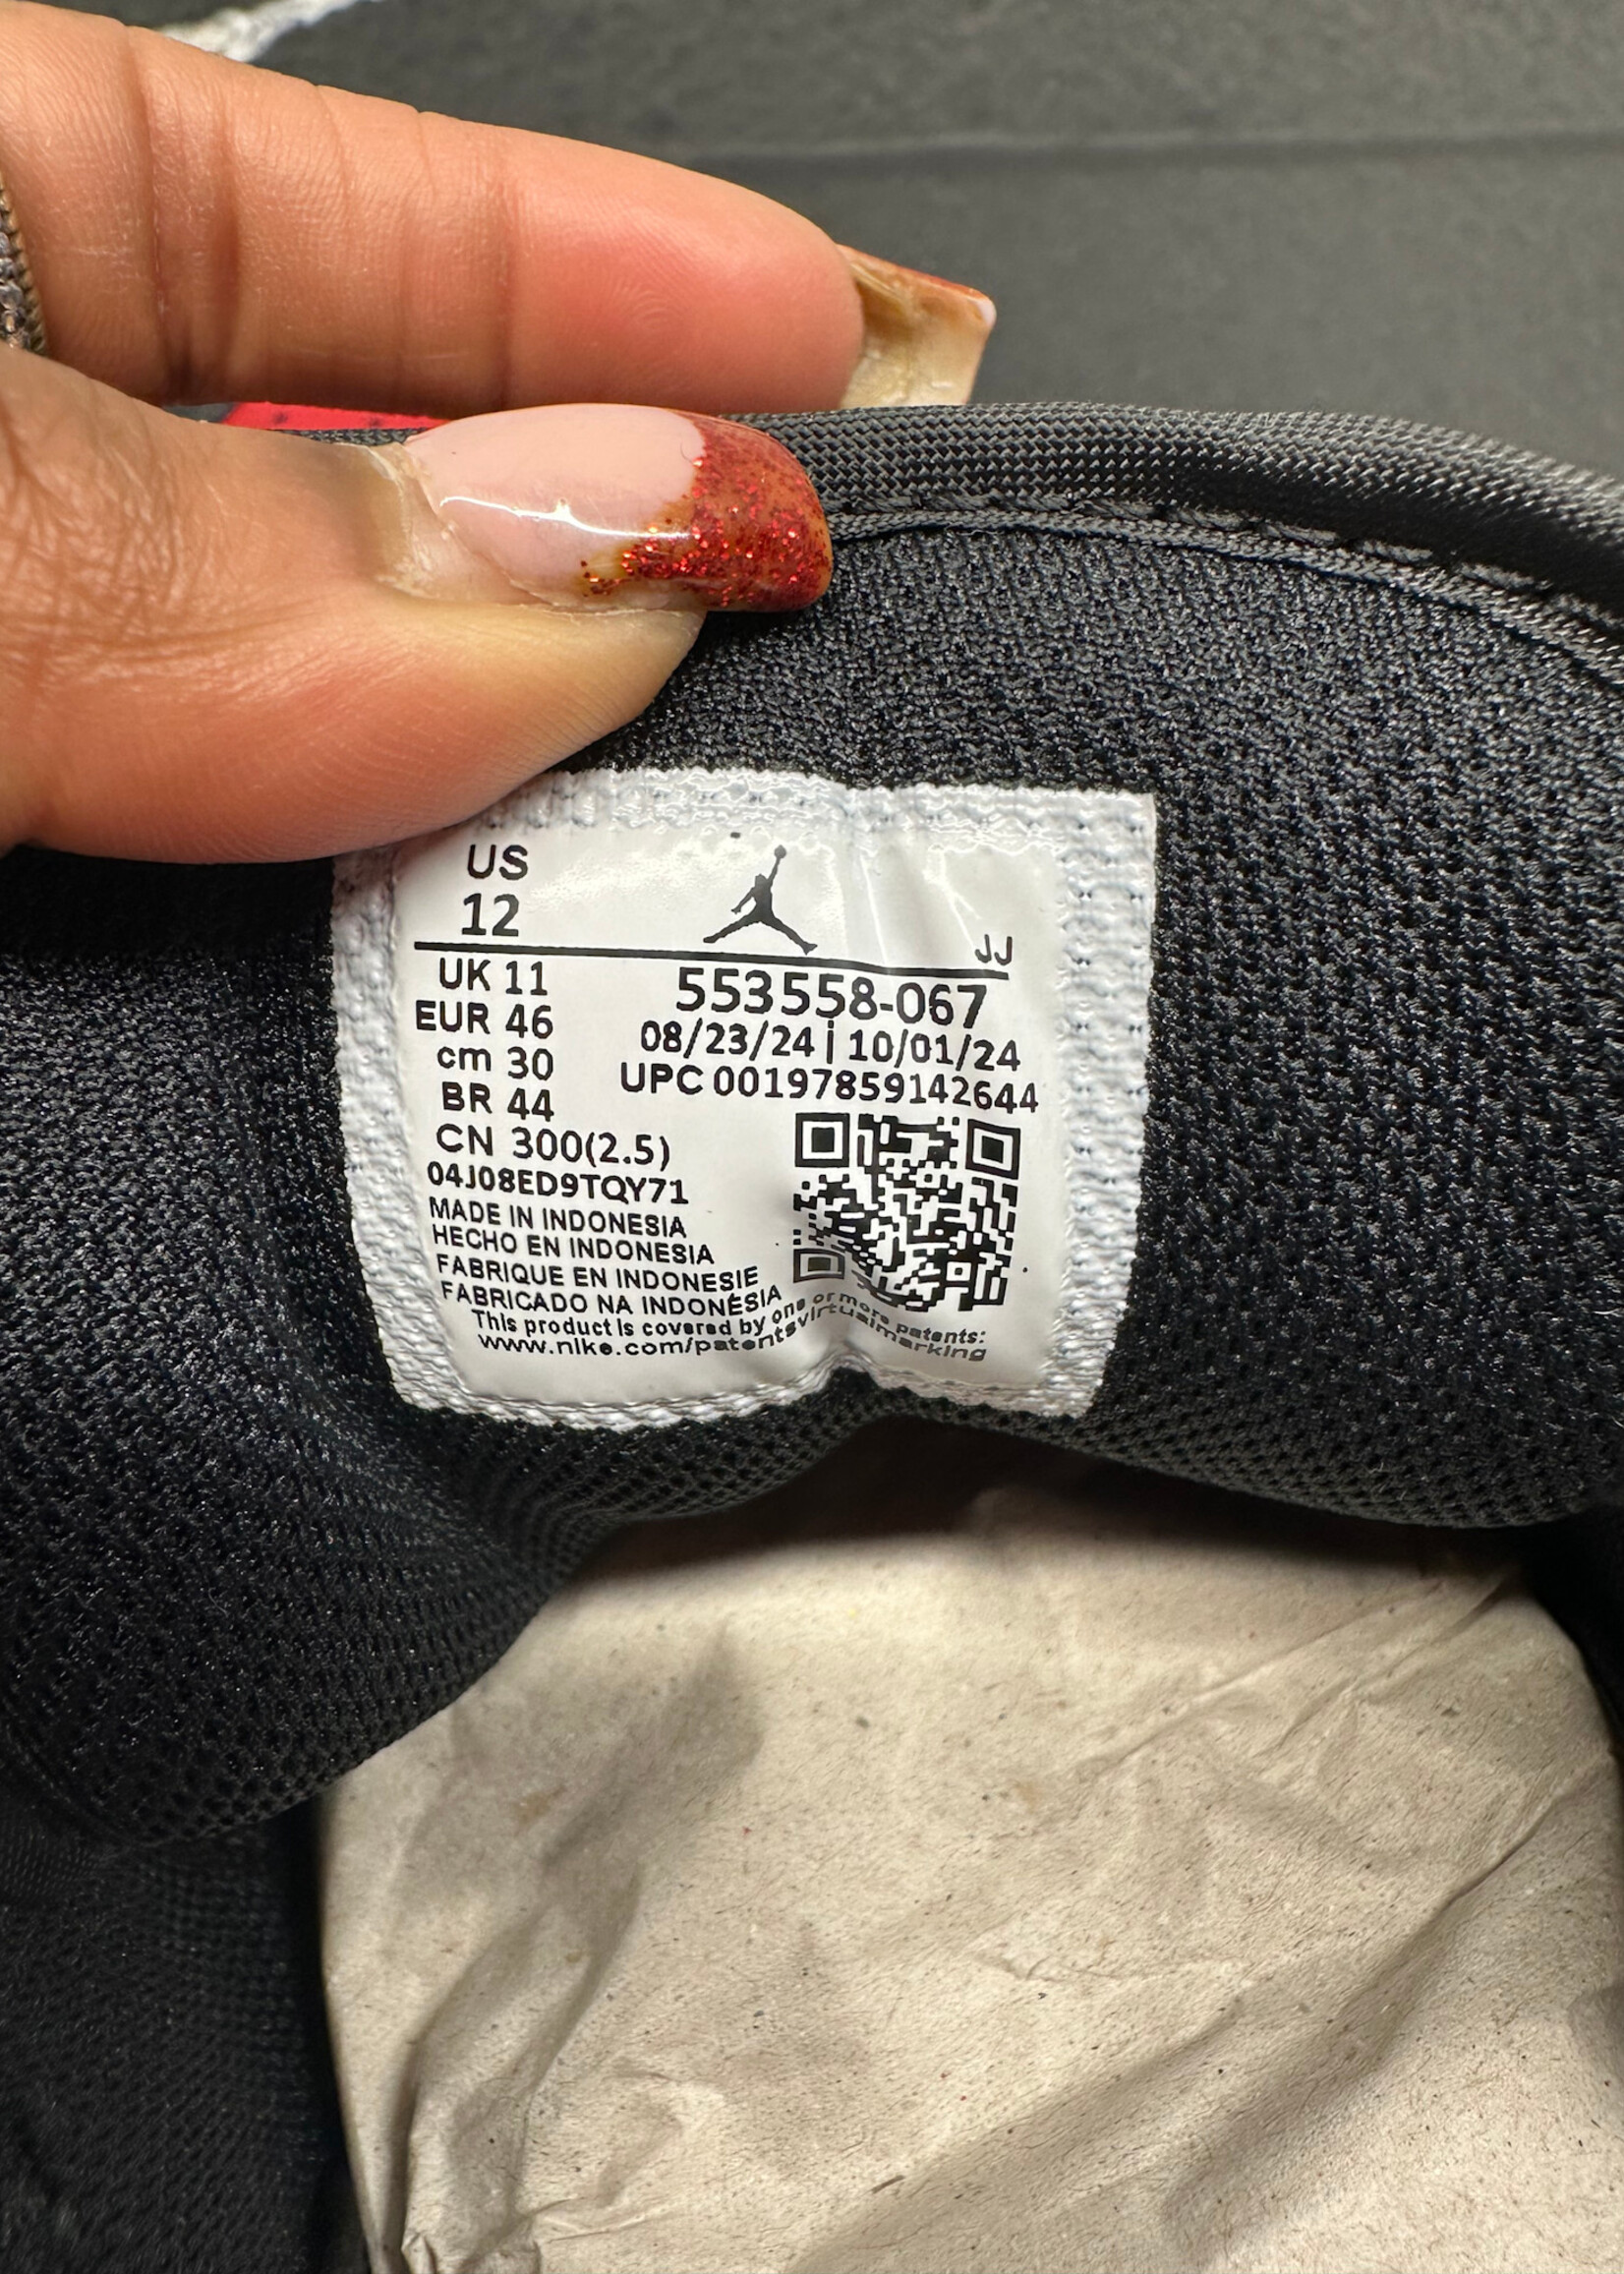 US
12
JJ
UK 11
EUR 46
cm 30
BR 44
CN 300(2.5)
553558-067
08/23/24 | 10/01/24
UPC 00197859142644
04J08ED9TQY71
MADE IN INDONESIA
HECHO EN INDONESIA
FABRIQUE EN INDONESIE
FABRICADO NA INDONÉSIA
This product is covered by one or more patents:
www.nike.com/patentsvirtualmarking